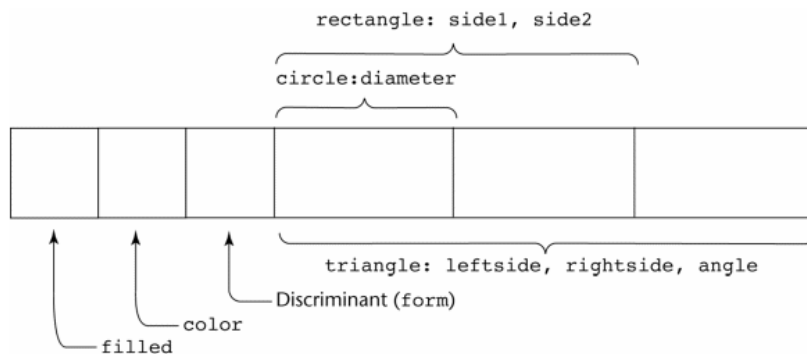 rectangle: side1, side2
circle:diameter
triangle: leftside, rightside, angle
Discriminant (form)
color
filled